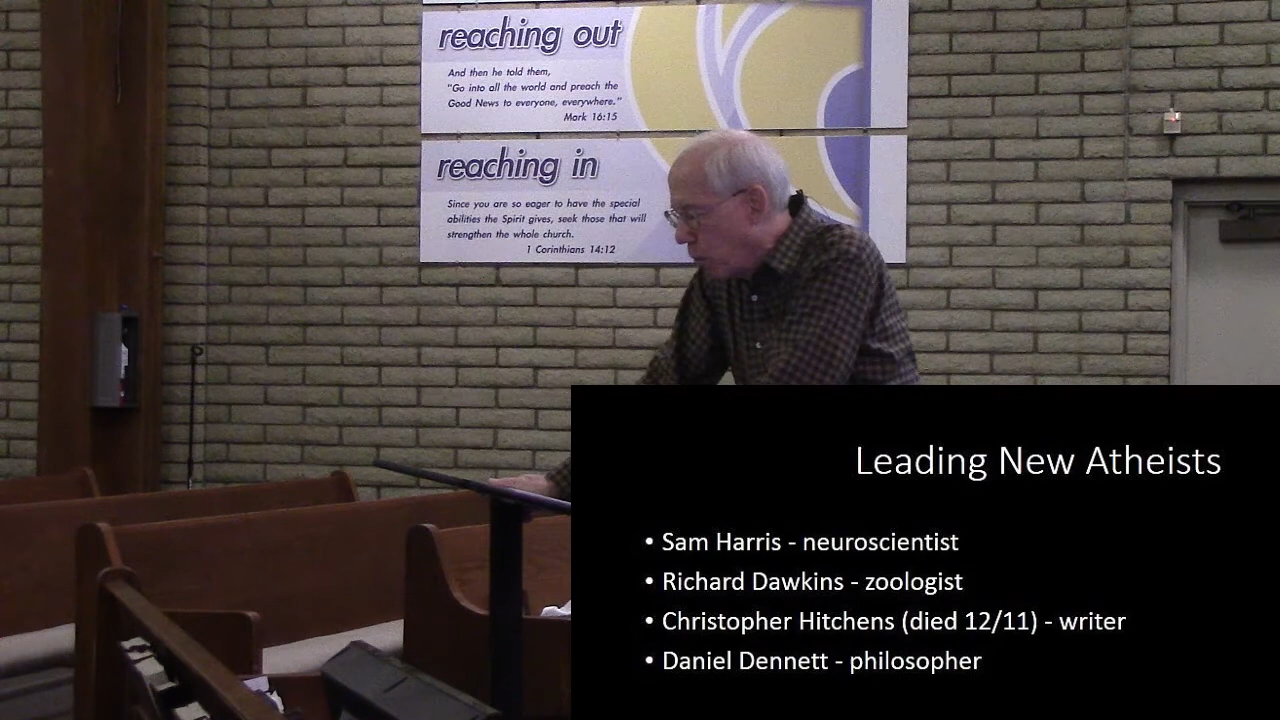 reaching out
And then he told them,
"Go into all the world and preach the
Good News to everyone, everywhere."
Mark 16:15
reaching in
Since you are so eager to have the special
abilities the Spirit gives, seek those that will
strengthen the whole church.
1 Corinthians 14:12
Leading New Atheists
• Sam Harris - neuroscientist
• Richard Dawkins - zoologist
• Christopher Hitchens (died 12/11) - writer
• Daniel Dennett - philosopher